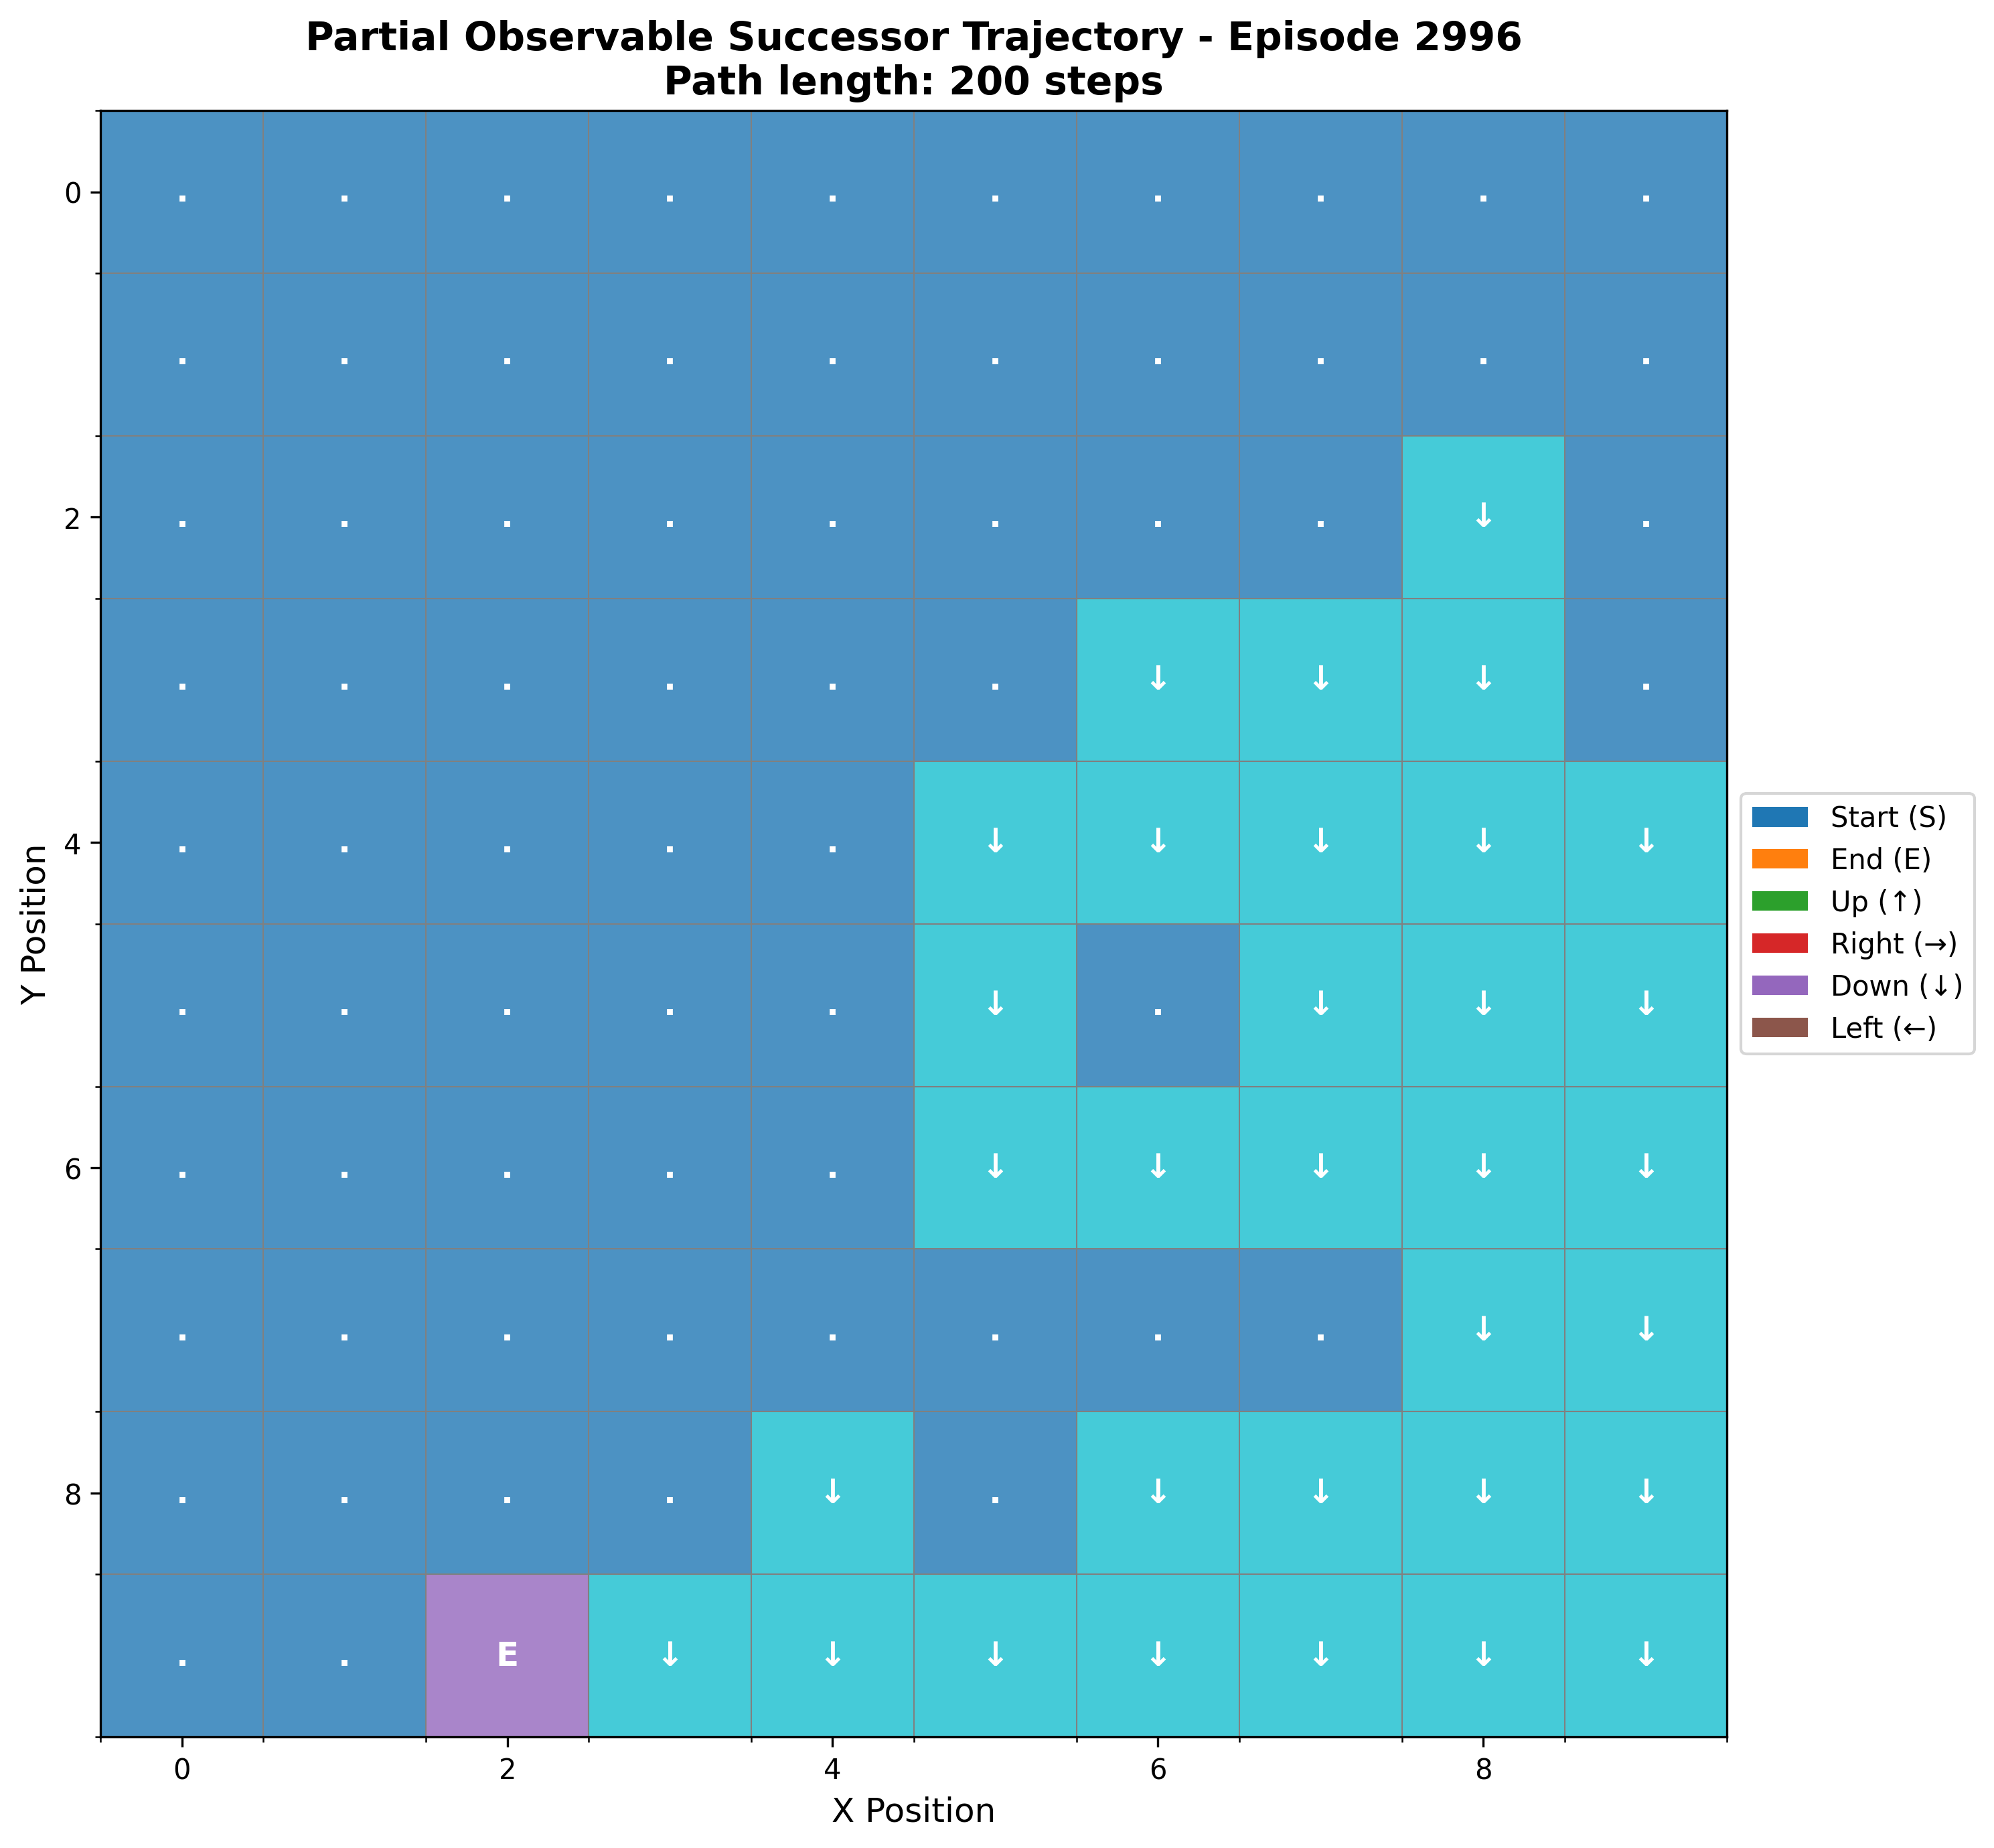 Partial Observable Successor Trajectory - Episode 2996
Path length: 200 steps
0 . . . . . . . . . .
. . . . . . . . . .
2 . . . . . . . . ↓ .
. . . . . . ↓ ↓ ↓ .
4 . . . . . ↓ ↓ ↓ ↓ ↓
. . . . . ↓ . ↓ ↓ ↓
6 . . . . . ↓ ↓ ↓ ↓ ↓
. . . . . . . . ↓ ↓
8 . . . . ↓ . ↓ ↓ ↓ ↓
. . E ↓ ↓ ↓ ↓ ↓ ↓ ↓
0 2 4 6 8
X Position
Y Position
Start (S)
End (E)
Up (↑)
Right (→)
Down (↓)
Left (←)